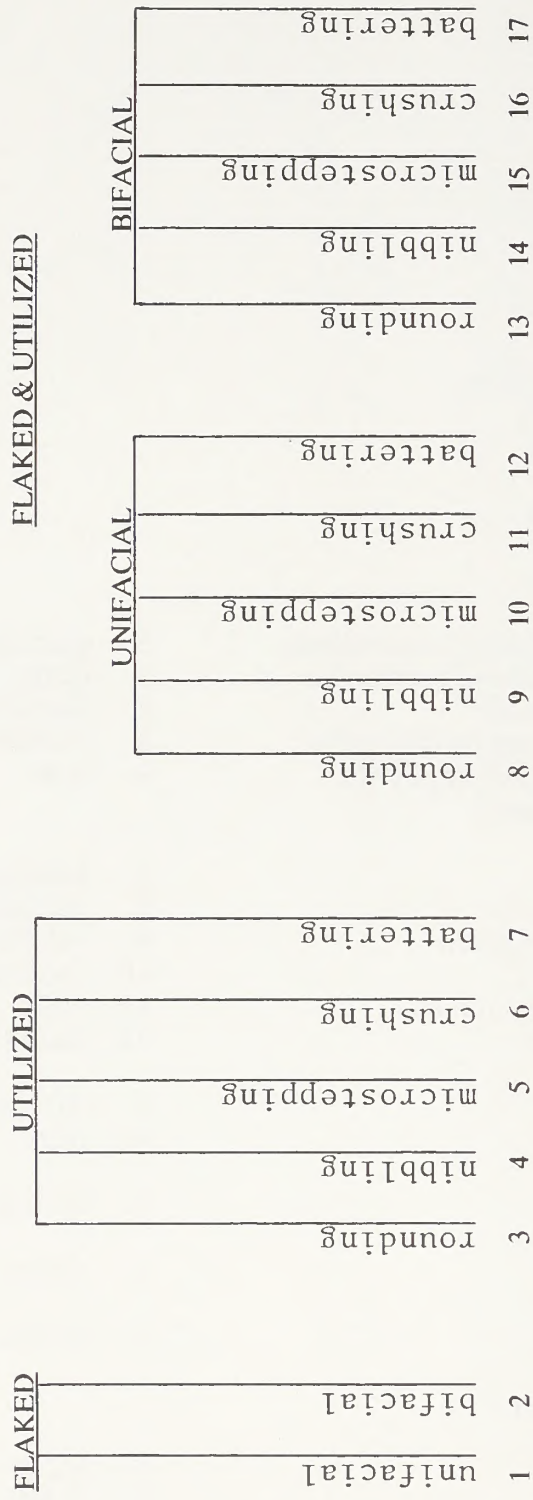 FLAKED
UTILIZED
FLAKED & UTILIZED
UNIFACIAL
BIFACIAL
unifacial
bifacial
rounding
nibbling
microstepping
crushing
battering
rounding
nibbling
microstepping
crushing
battering
rounding
nibbling
microstepping
crushing
battering
1 2 3 4 5 6 7 8 9 10 11 12 13 14 15 16 17